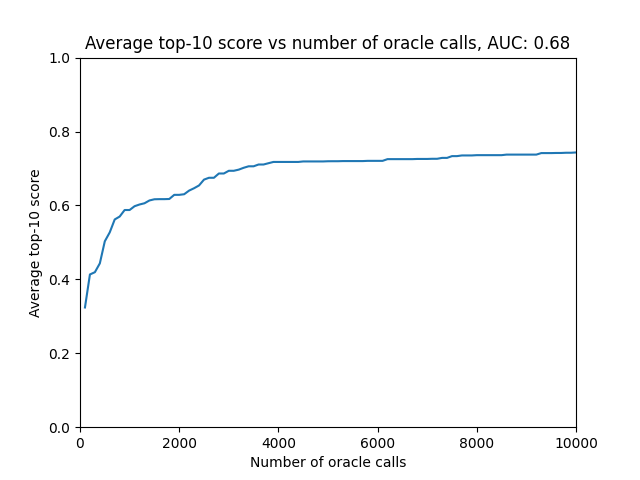 Average top-10 score vs number of oracle calls, AUC: 0.68
1.0
0.8
0.6
0.4
0.2
0.0
Average top-10 score
0 2000 4000 6000 8000 10000
Number of oracle calls